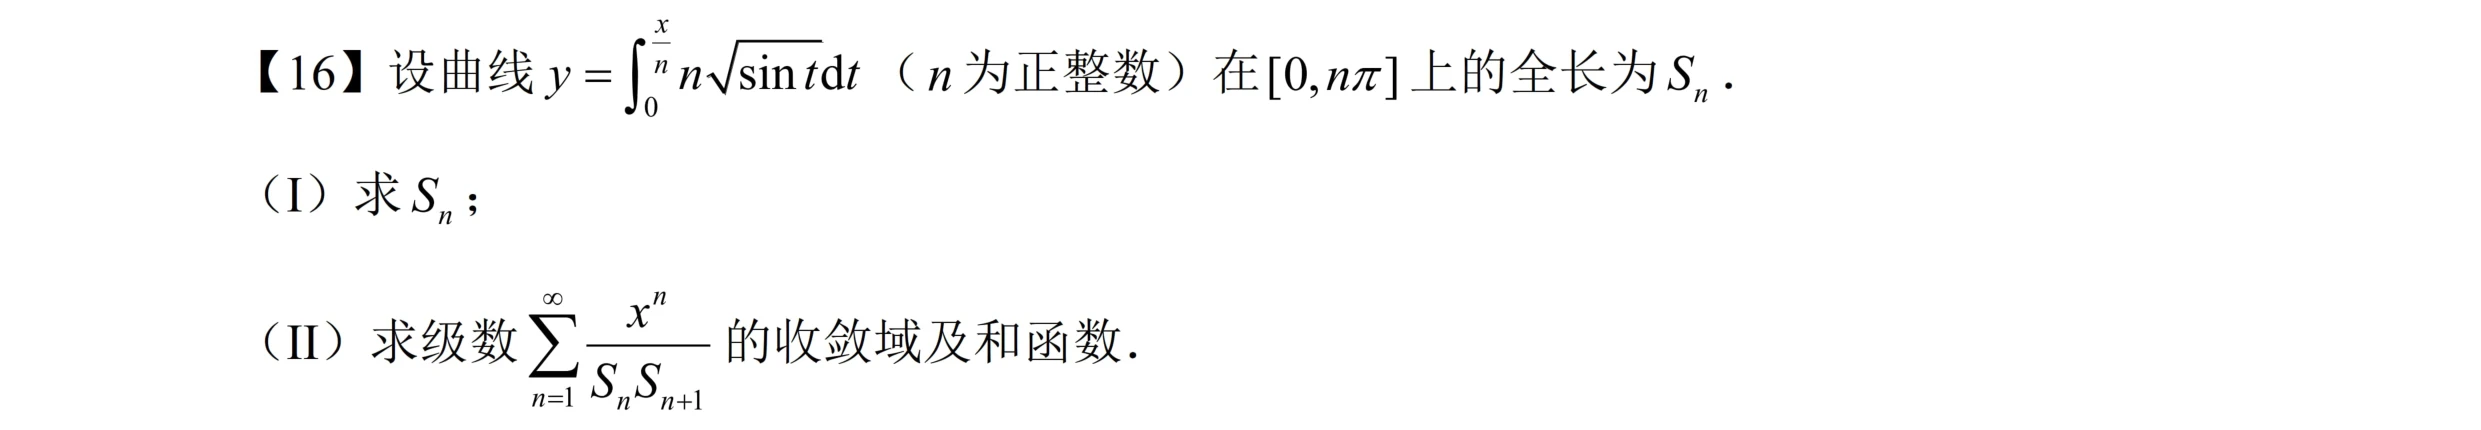 【16】设曲线 $y=\int_{0}^{\frac{x}{n}} n\sqrt{\sin t}\mathrm{d}t$（$n$为正整数）在$[0,n\pi]$上的全长为$S_n$．
（I）求$S_n$；
（II）求级数$\sum_{n=1}^{\infty}\frac{x^n}{S_nS_{n+1}}$的收敛域及和函数．